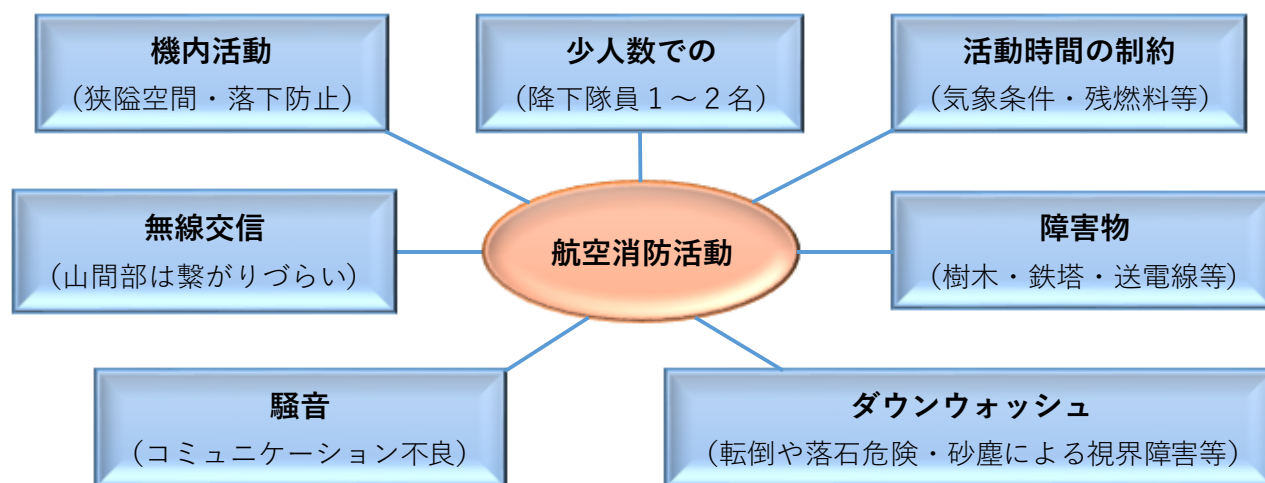 機内活動
（狭隘空間・落下防止）
少人数での
（降下隊員１～２名）
活動時間の制約
（気象条件・残燃料等）
無線交信
（山間部は繋がりづらい）
航空消防活動
障害物
（樹木・鉄塔・送電線等）
騒音
（コミュニケーション不良）
ダウンウォッシュ
（転倒や落石危険・砂塵による視界障害等）